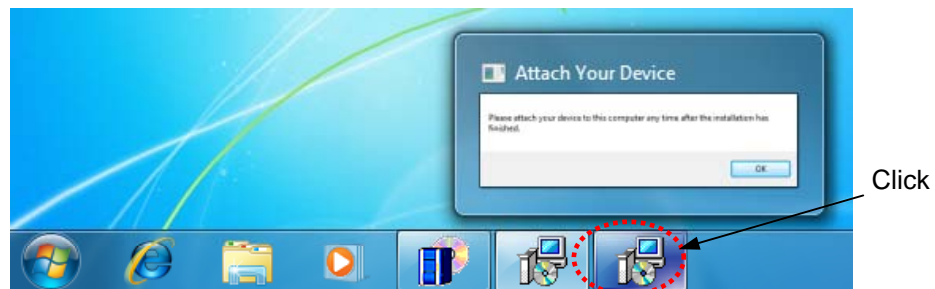 Attach Your Device
Please attach your device to this computer any time after the installation has
finished.
OK
Click